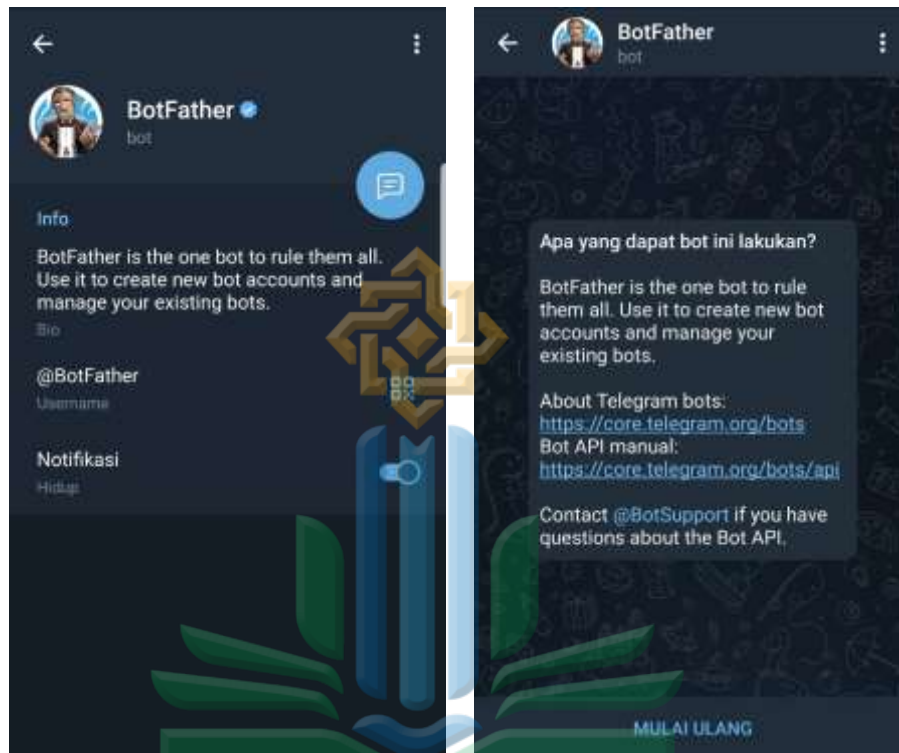 BotFather
bot
Info
BotFather is the one bot to rule them all.
Use it to create new bot accounts and
manage your existing bots.
Bio
@BotFather
Username
Notifikasi
Hidup
BotFather
bot
Apa yang dapat bot ini lakukan?
BotFather is the one bot to rule
them all. Use it to create new bot
accounts and manage your
existing bots.
About Telegram bots:
https://core.telegram.org/bots
Bot API manual:
https://core.telegram.org/bots/api
Contact @BotSupport if you have
questions about the Bot API.
MULAI ULANG